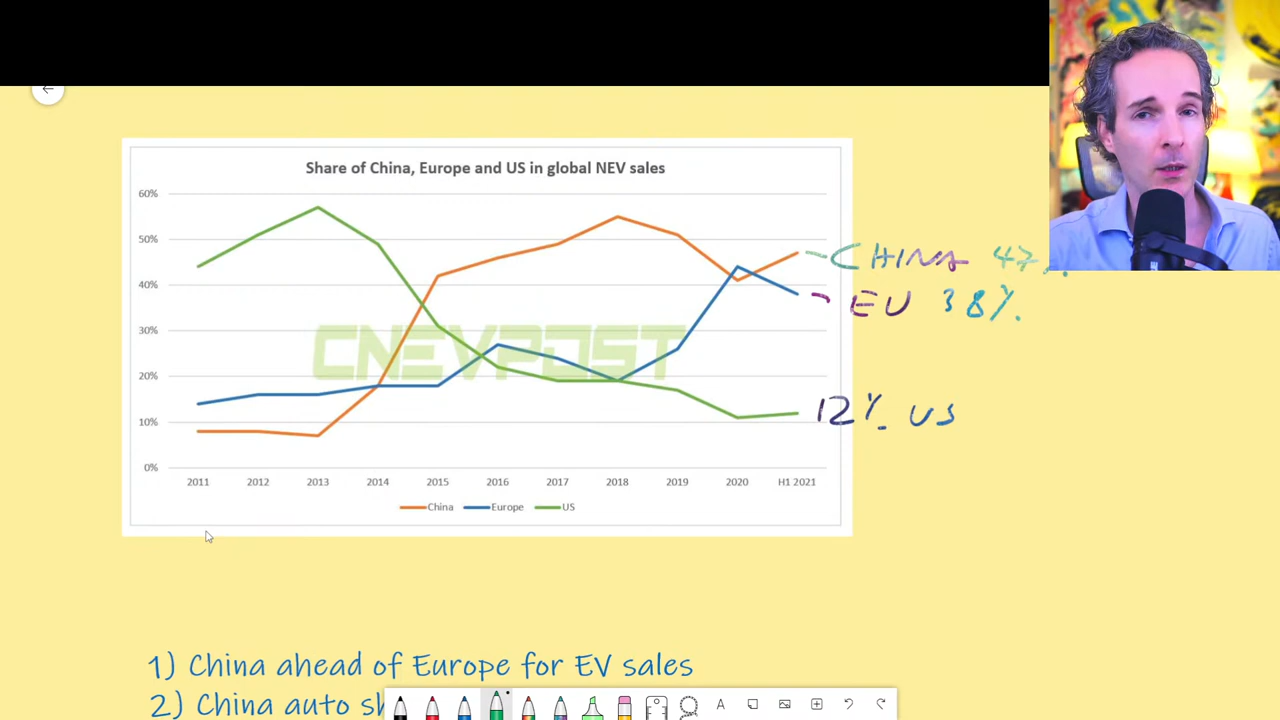 Share of China, Europe and US in global NEV sales
60%
50%
40%
30%
20%
10%
0%
CNEVPOST
CHINA 47%
EU 38%
12% US
2011 2012 2013 2014 2015 2016 2017 2018 2019 2020 H1 2021
China Europe US
1) China ahead of Europe for EV sales
2) China auto
A